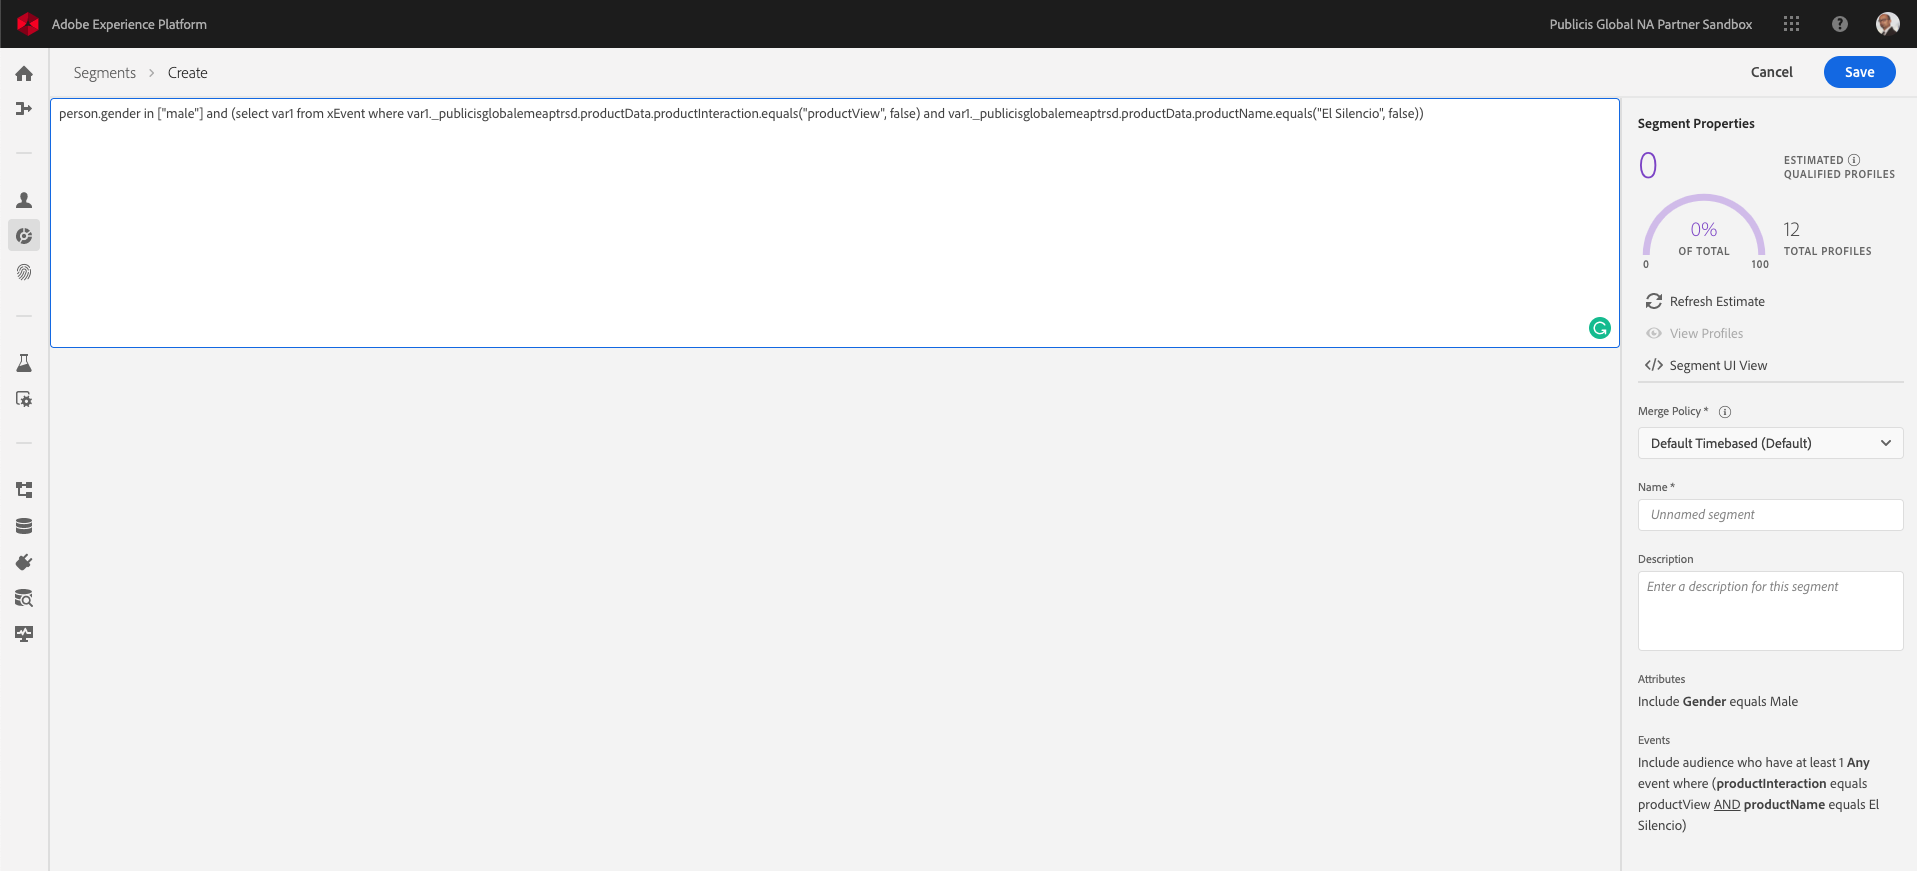 Adobe Experience Platform
Publicis Global NA Partner Sandbox
Segments > Create
Cancel
Save
person.gender in ["male"] and (select var1 from xEvent where var1._publicisglobalemeaptrsd.productData.productInteraction.equals("productView", false) and var1._publicisglobalemeaptrsd.productData.productName.equals("El Silencio", false))
Segment Properties
0
ESTIMATED
QUALIFIED PROFILES
0%
OF TOTAL
0
100
12
TOTAL PROFILES
Refresh Estimate
View Profiles
</> Segment UI View
Merge Policy *
Default Timebased (Default)
Name *
Unnamed segment
Description
Enter a description for this segment
Attributes
Include Gender equals Male
Events
Include audience who have at least 1 Any
event where (productInteraction equals
productView AND productName equals El
Silencio)